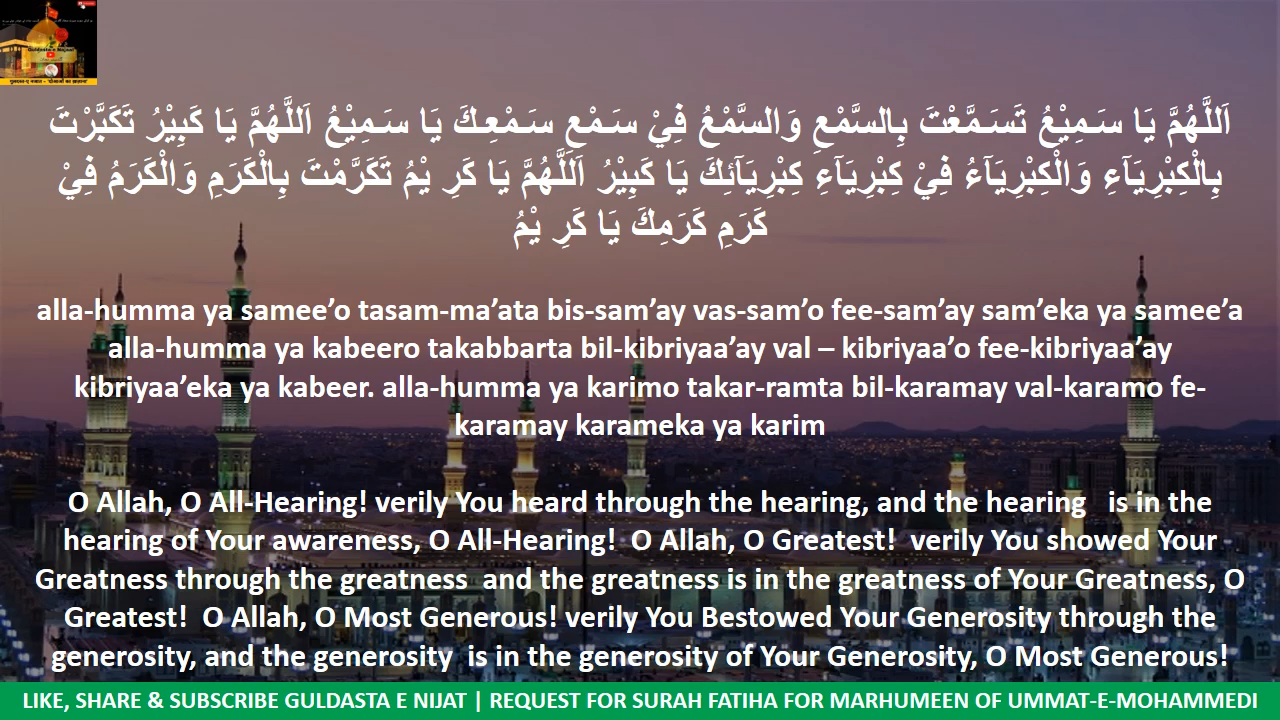 Guldasta-e-Nejaat
اَللَّهُمَّ يَا سَمِيْعُ تَسَمَّعْتَ بِالسَّمْعِ وَالسَّمْعُ فِيْ سَمْعِ سَمْعِكَ يَا سَمِيْعُ اَللَّهُمَّ يَا كَبِيْرُ تَكَبَّرْتَ
بِالْكِبْرِيَآءِ وَالْكِبْرِيَآءُ فِيْ كِبْرِيَآءِ كِبْرِيَآئِكَ يَا كَبِيْرُ اَللَّهُمَّ يَا كَرِ يْمُ تَكَرَّمْتَ بِالْكَرَمِ وَالْكَرَمُ فِيْ
كَرَمِ كَرَمِكَ يَا كَرِ يْمُ
alla-humma ya samee’o tasam-ma’ata bis-sam’ay vas-sam’o fee-sam’ay sam’eka ya samee’a
alla-humma ya kabeero takabbarta bil-kibriyaa’ay val – kibriyaa’o fee-kibriyaa’ay
kibriyaa’eka ya kabeer. alla-humma ya karimo takar-ramta bil-karamay val-karamo fe-
karamay karameka ya karim
O Allah, O All-Hearing! verily You heard through the hearing, and the hearing is in the
hearing of Your awareness, O All-Hearing! O Allah, O Greatest! verily You showed Your
Greatness through the greatness and the greatness is in the greatness of Your Greatness, O
Greatest! O Allah, O Most Generous! verily You Bestowed Your Generosity through the
generosity, and the generosity is in the generosity of Your Generosity, O Most Generous!
LIKE, SHARE & SUBSCRIBE GULDASTA E NIJAT | REQUEST FOR SURAH FATIHA FOR MARHUMEEN OF UMMAT-E-MOHAMMEDI